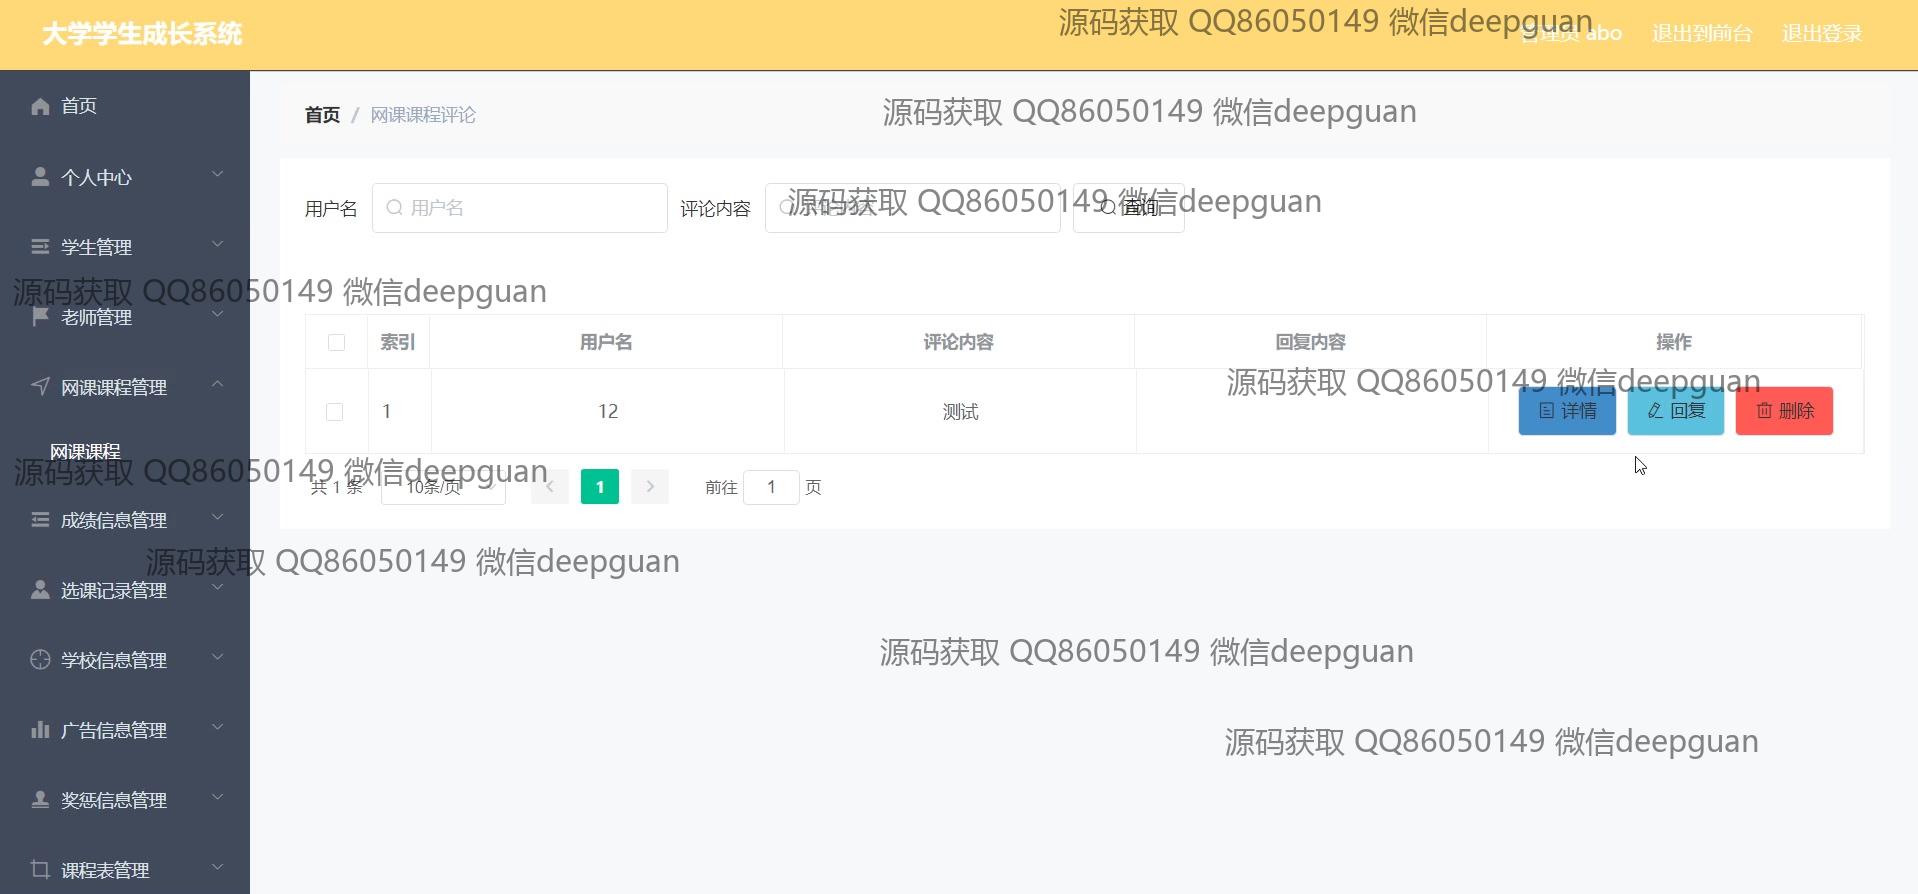 大学学生成长系统
源码获取 QQ86050149 微信deepguan
管理员 abo
退出到前台
退出登录
首页
首页 / 网课课程评论
源码获取 QQ86050149 微信deepguan
个人中心
用户名
用户名
评论内容
源码获取 QQ86050149 微信deepguan
查询
学生管理
源码获取 QQ86050149 微信deepguan
老师管理
索引 用户名 评论内容 回复内容 操作
网课课程管理
源码获取 QQ86050149 微信deepguan
1 12 测试 详情 回复 删除
网课课程
源码获取 QQ86050149 微信deepguan
共 1 条 10条/页 1 前往 1 页
成绩信息管理
源码获取 QQ86050149 微信deepguan
选课记录管理
学校信息管理
源码获取 QQ86050149 微信deepguan
广告信息管理
源码获取 QQ86050149 微信deepguan
奖惩信息管理
课程表管理